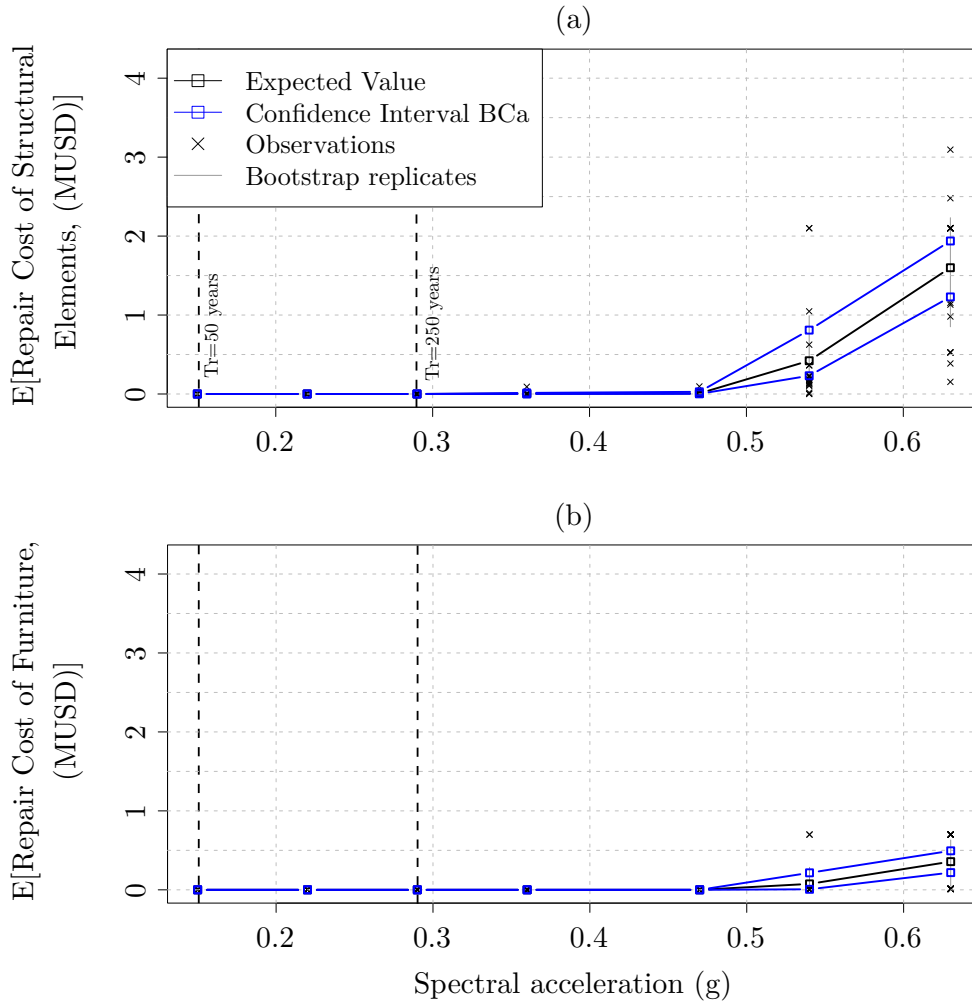 (a)
E[Repair Cost of Structural
Elements, (MUSD)]
4
3
2
1
0
Expected Value
Confidence Interval BCa
Observations
Bootstrap replicates
Tr=50 years
Tr=250 years
0.2 0.3 0.4 0.5 0.6
(b)
E[Repair Cost of Furniture,
(MUSD)]
4
3
2
1
0
0.2 0.3 0.4 0.5 0.6
Spectral acceleration (g)